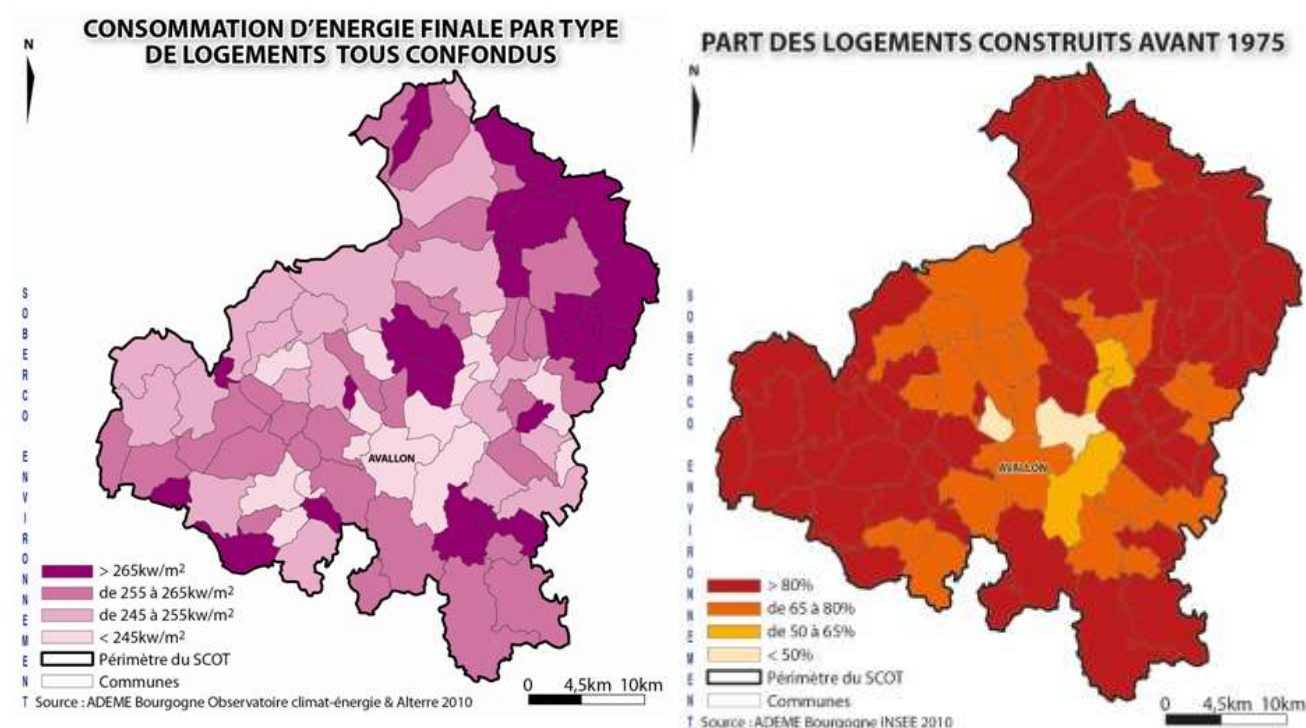 CONSOMMATION D'ENERGIE FINALE PAR TYPE
DE LOGEMENTS TOUS CONFONDUS
N
SOBERCO ENVIRONNEMENT
AVALLON
> 265kw/m²
de 255 à 265kw/m²
de 245 à 255kw/m²
< 245kw/m²
Périmètre du SCOT
Communes
0 4,5km 10km
Source : ADEME Bourgogne Observatoire climat-énergie & Alterre 2010
PART DES LOGEMENTS CONSTRUITS AVANT 1975
N
SOBERCO ENVIRONNEMENT
AVALLON
> 80%
de 65 à 80%
de 50 à 65%
< 50%
Périmètre du SCOT
Communes
0 4,5km 10km
Source : ADEME Bourgogne INSEE 2010